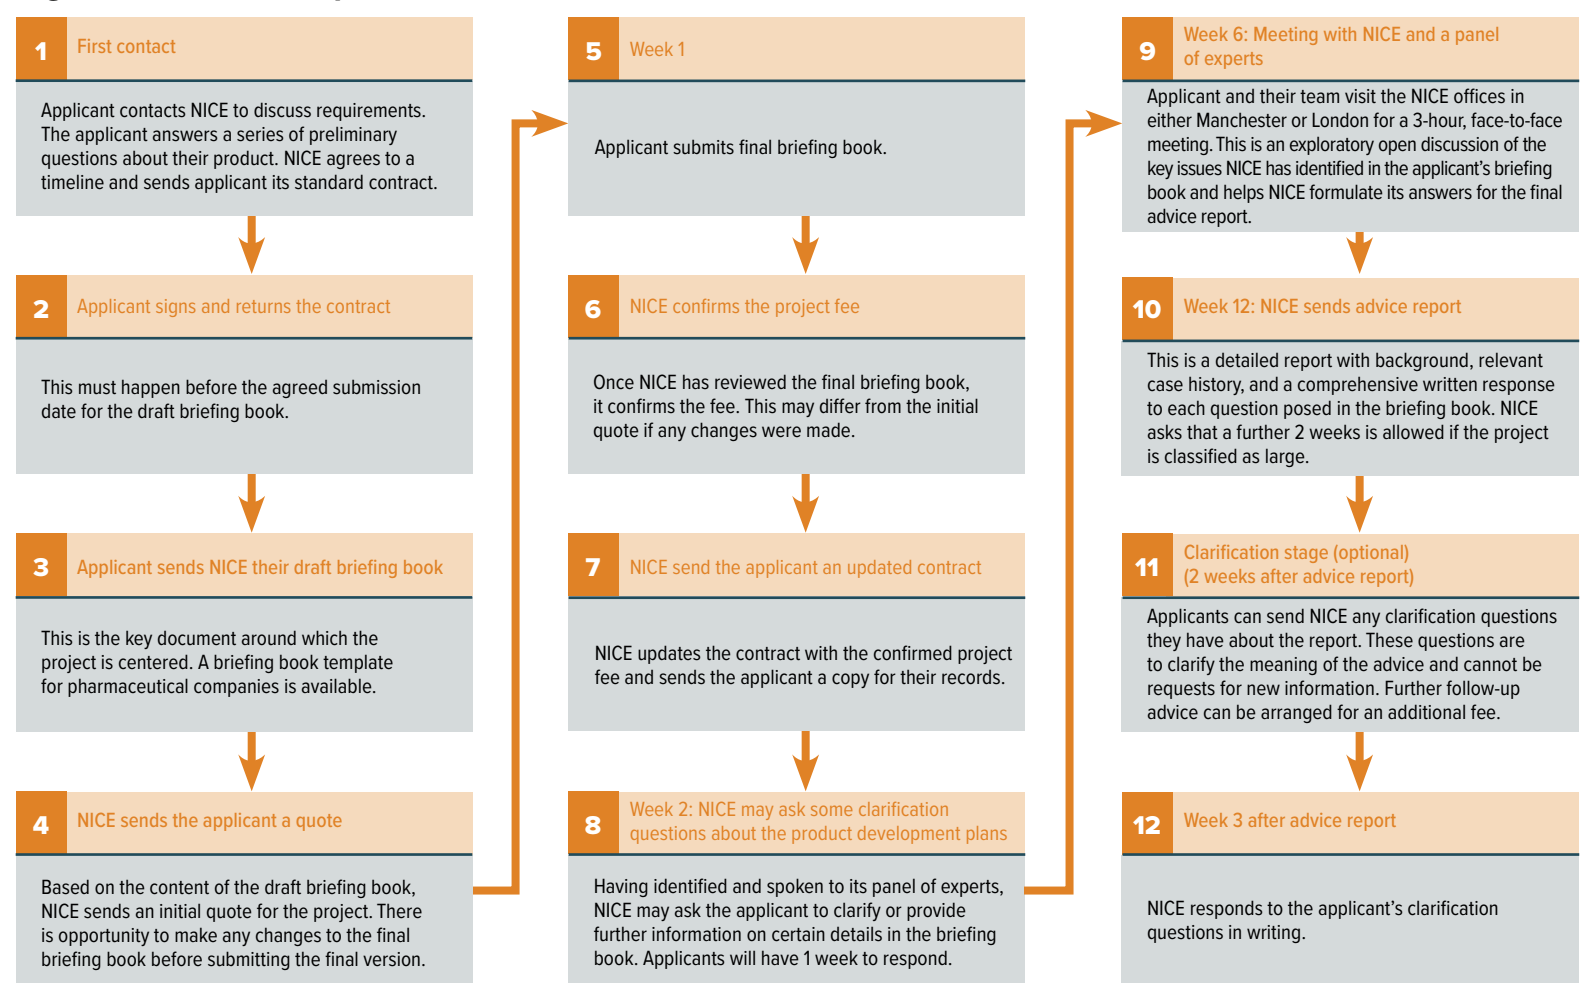 1
First contact
Applicant contacts NICE to discuss requirements.
The applicant answers a series of preliminary
questions about their product. NICE agrees to a
timeline and sends applicant its standard contract.
2
Applicant signs and returns the contract
This must happen before the agreed submission
date for the draft briefing book.
3
Applicant sends NICE their draft briefing book
This is the key document around which the
project is centered. A briefing book template
for pharmaceutical companies is available.
4
NICE sends the applicant a quote
Based on the content of the draft briefing book,
NICE sends an initial quote for the project. There
is opportunity to make any changes to the final
briefing book before submitting the final version.
5
Week 1
Applicant submits final briefing book.
6
NICE confirms the project fee
Once NICE has reviewed the final briefing book,
it confirms the fee. This may differ from the initial
quote if any changes were made.
7
NICE send the applicant an updated contract
NICE updates the contract with the confirmed project
fee and sends the applicant a copy for their records.
8
Week 2: NICE may ask some clarification
questions about the product development plans
Having identified and spoken to its panel of experts,
NICE may ask the applicant to clarify or provide
further information on certain details in the briefing
book. Applicants will have 1 week to respond.
9
Week 6: Meeting with NICE and a panel
of experts
Applicant and their team visit the NICE offices in
either Manchester or London for a 3-hour, face-to-face
meeting. This is an exploratory open discussion of the
key issues NICE has identified in the applicant's briefing
book and helps NICE formulate its answers for the final
advice report.
10
Week 12: NICE sends advice report
This is a detailed report with background, relevant
case history, and a comprehensive written response
to each question posed in the briefing book. NICE
asks that a further 2 weeks is allowed if the project
is classified as large.
11
Clarification stage (optional)
(2 weeks after advice report)
Applicants can send NICE any clarification questions
they have about the report. These questions are
to clarify the meaning of the advice and cannot be
requests for new information. Further follow-up
advice can be arranged for an additional fee.
12
Week 3 after advice report
NICE responds to the applicant's clarification
questions in writing.